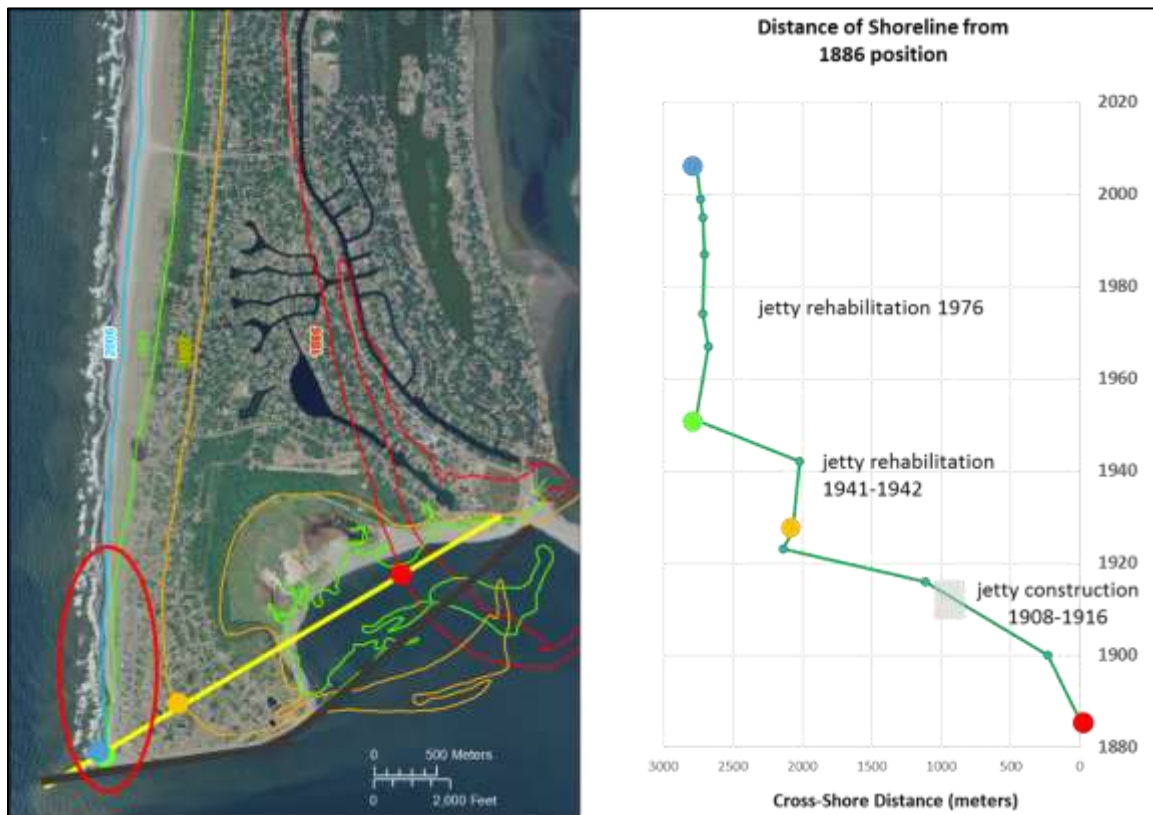 Distance of Shoreline from
1886 position
2006
1886
0 500 Meters
0 2,000 Feet
2020
2000
1980
1960
1940
1920
1900
1880
jetty rehabilitation 1976
jetty rehabilitation
1941-1942
jetty construction
1908-1916
3000 2500 2000 1500 1000 500 0
Cross-Shore Distance (meters)